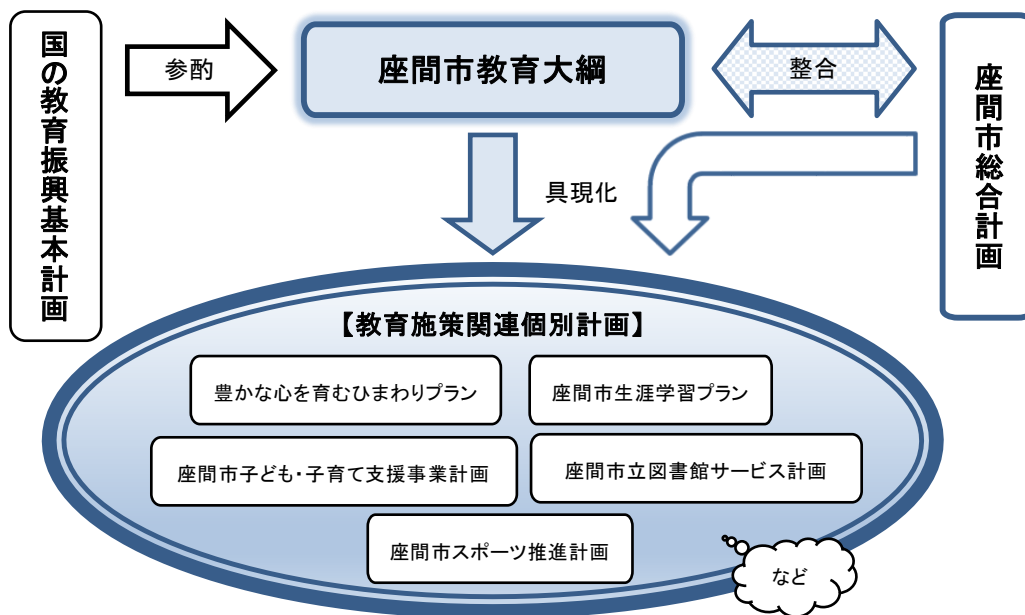 国の教育振興基本計画
参酌
座間市教育大綱
整合
座間市総合計画
具現化
【教育施策関連個別計画】
豊かな心を育むひまわりプラン
座間市生涯学習プラン
座間市子ども・子育て支援事業計画
座間市立図書館サービス計画
座間市スポーツ推進計画
など